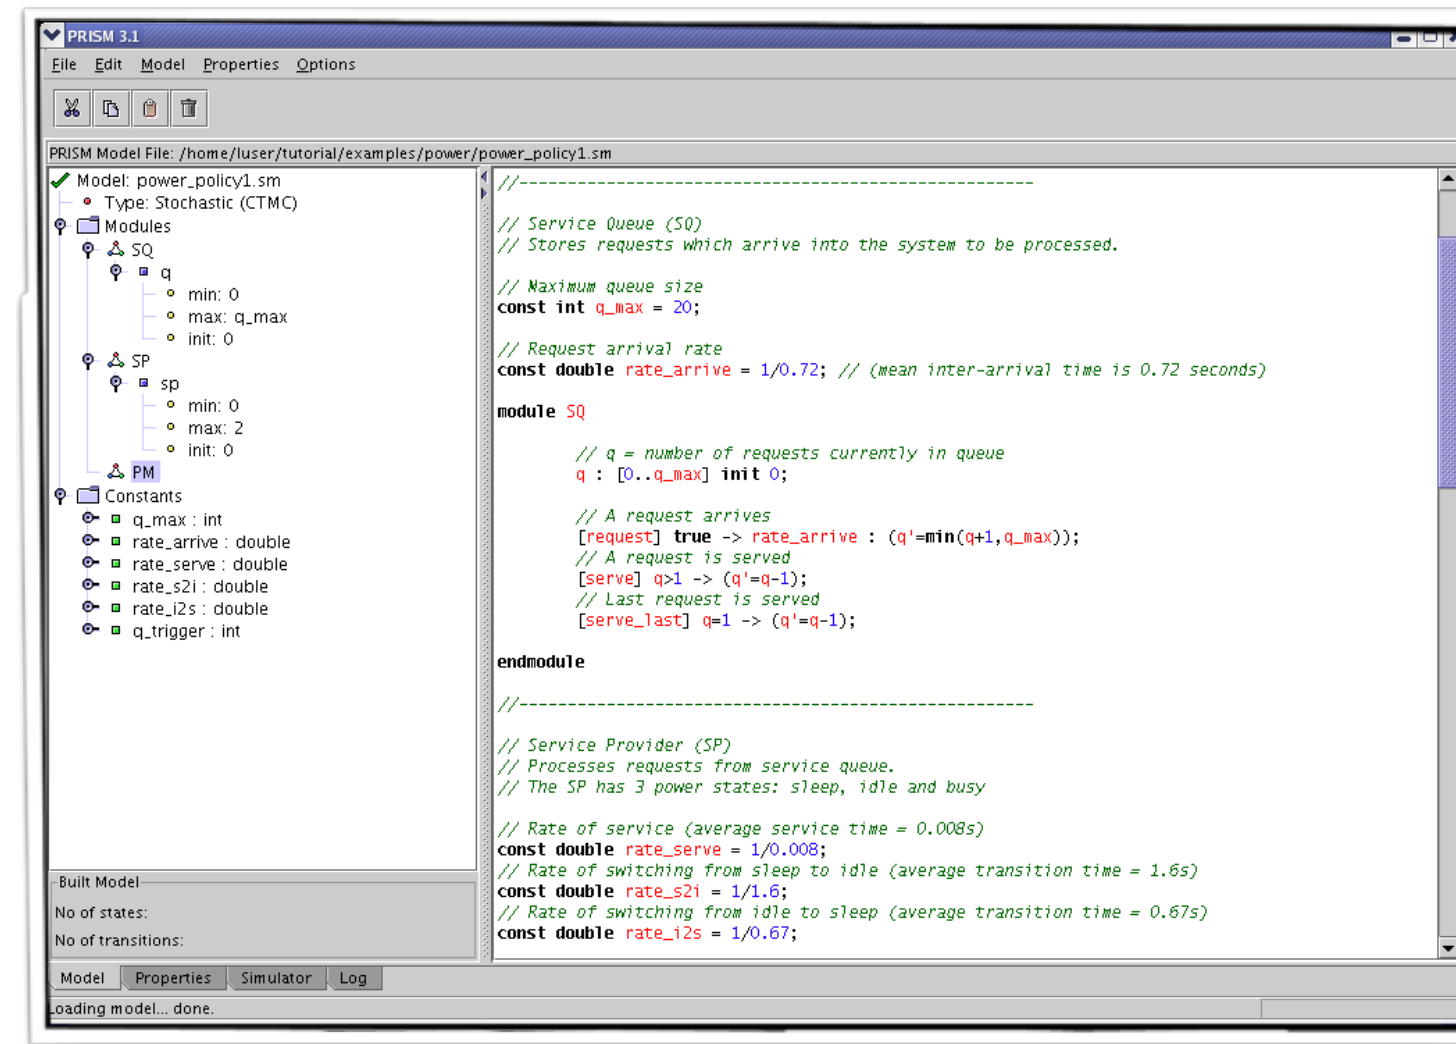 PRISM 3.1
File Edit Model Properties Options
PRISM Model File: /home/luser/tutorial/examples/power/power_policy1.sm
Model: power_policy1.sm
Type: Stochastic (CTMC)
Modules
SQ
q
min: 0
max: q_max
init: 0
SP
sp
min: 0
max: 2
init: 0
PM
Constants
q_max : int
rate_arrive : double
rate_serve : double
rate_s2i : double
rate_i2s : double
q_trigger : int
Built Model
No of states:
No of transitions:
//-----------------------------------------------------
// Service Queue (SQ)
// Stores requests which arrive into the system to be processed.
// Maximum queue size
const int q_max = 20;
// Request arrival rate
const double rate_arrive = 1/0.72; // (mean inter-arrival time is 0.72 seconds)
module SQ
// q = number of requests currently in queue
q : [0..q_max] init 0;
// A request arrives
[request] true -> rate_arrive : (q'=min(q+1,q_max));
// A request is served
[serve] q>1 -> (q'=q-1);
// Last request is served
[serve_last] q=1 -> (q'=q-1);
endmodule
//-----------------------------------------------------
// Service Provider (SP)
// Processes requests from service queue.
// The SP has 3 power states: sleep, idle and busy
// Rate of service (average service time = 0.008s)
const double rate_serve = 1/0.008;
// Rate of switching from sleep to idle (average transition time = 1.6s)
const double rate_s2i = 1/1.6;
// Rate of switching from idle to sleep (average transition time = 0.67s)
const double rate_i2s = 1/0.67;
Model Properties Simulator Log
Loading model... done.